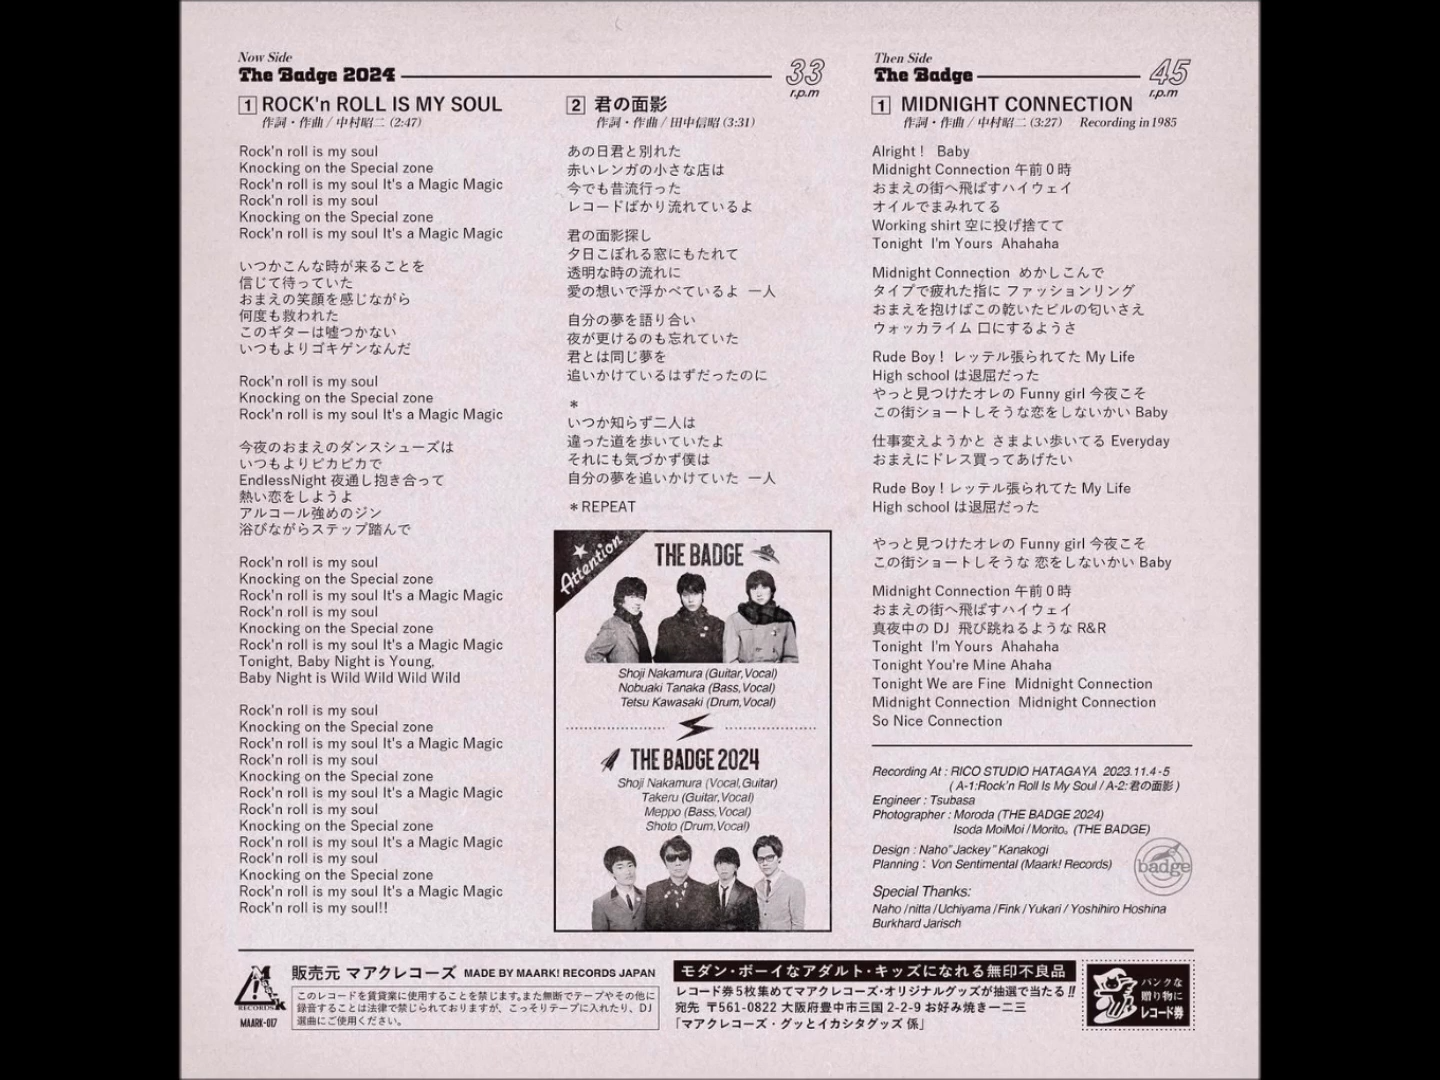 Now Side
The Badge 2024
33
r.p.m
1 ROCK'n ROLL IS MY SOUL
作詞・作曲 / 中村昭二 (2:47)
Rock'n roll is my soul
Knocking on the Special zone
Rock'n roll is my soul It's a Magic Magic
Rock'n roll is my soul
Knocking on the Special zone
Rock'n roll is my soul It's a Magic Magic
いつかこんな時が来ることを
信じて待っていた
おまえの笑顔を感じながら
何度も救われた
このギターは嘘つかない
いつもよりゴキゲンなんだ
Rock'n roll is my soul
Knocking on the Special zone
Rock'n roll is my soul It's a Magic Magic
今夜のおまえのダンスシューズは
いつもよりピカピカで
EndlessNight 夜通し抱き合って
熱い恋をしようよ
アルコール強めのジン
浴びながらステップ踏んで
Rock'n roll is my soul
Knocking on the Special zone
Rock'n roll is my soul It's a Magic Magic
Rock'n roll is my soul
Knocking on the Special zone
Rock'n roll is my soul It's a Magic Magic
Tonight, Baby Night is Young,
Baby Night is Wild Wild Wild Wild
Rock'n roll is my soul
Knocking on the Special zone
Rock'n roll is my soul It's a Magic Magic
Rock'n roll is my soul
Knocking on the Special zone
Rock'n roll is my soul It's a Magic Magic
Rock'n roll is my soul
Knocking on the Special zone
Rock'n roll is my soul It's a Magic Magic
Rock'n roll is my soul
Knocking on the Special zone
Rock'n roll is my soul It's a Magic Magic
Rock'n roll is my soul!!
2 君の面影
作詞・作曲 / 田中信昭 (3:31)
あの日君と別れた
赤いレンガの小さな店は
今でも昔流行った
レコードばかり流れているよ
君の面影探し
夕日こぼれる窓にもたれて
透明な時の流れに
愛の想いで浮かべているよ 一人
自分の夢を語り合い
夜が更けるのも忘れていた
君とは同じ夢を
追いかけているはずだったのに
＊
いつか知らず二人は
違った道を歩いていたよ
それにも気づかず僕は
自分の夢を追いかけていた 一人
＊REPEAT
Attention
THE BADGE
Shoji Nakamura (Guitar,Vocal)
Nobuaki Tanaka (Bass,Vocal)
Tetsu Kawasaki (Drum,Vocal)
THE BADGE 2024
Shoji Nakamura (Vocal,Guitar)
Takeru (Guitar,Vocal)
Meppo (Bass,Vocal)
Shoto (Drum,Vocal)
Then Side
The Badge
45
r.p.m
1 MIDNIGHT CONNECTION
作詞・作曲 / 中村昭二 (3:27) Recording in 1985
Alright！ Baby
Midnight Connection 午前０時
おまえの街へ飛ばすハイウェイ
オイルでまみれてる
Working shirt 空に投げ捨てて
Tonight I'm Yours Ahahaha
Midnight Connection めかしこんで
タイプで疲れた指に ファッションリング
おまえを抱けばこの乾いたビルの匂いさえ
ウォッカライム 口にするようさ
Rude Boy！レッテル張られてた My Life
High school は退屈だった
やっと見つけたオレの Funny girl 今夜こそ
この街ショートしそうな恋をしないかい Baby
仕事変えようかと さまよい歩いてる Everyday
おまえにドレス買ってあげたい
Rude Boy！レッテル張られてた My Life
High school は退屈だった
やっと見つけたオレの Funny girl 今夜こそ
この街ショートしそうな 恋をしないかい Baby
Midnight Connection 午前０時
おまえの街へ飛ばすハイウェイ
真夜中の DJ 飛び跳ねるような R&R
Tonight I'm Yours Ahahaha
Tonight You're Mine Ahaha
Tonight We are Fine Midnight Connection
Midnight Connection Midnight Connection
So Nice Connection
Recording At : RICO STUDIO HATAGAYA 2023.11.4-5
( A-1:Rock'n Roll Is My Soul / A-2:君の面影 )
Engineer : Tsubasa
Photographer : Moroda (THE BADGE 2024)
Isoda MoiMoi / Morito。(THE BADGE)
Design : Naho"Jackey"Kanakogi
Planning : Von Sentimental (Maark! Records)
badge
Special Thanks:
Naho / nitta / Uchiyama / Fink / Yukari / Yoshihiro Hoshina
Burkhard Jarisch
RECORDS
MAARK-017
販売元 マアクレコーズ MADE BY MAARK! RECORDS JAPAN
このレコードを賃貸業に使用することを禁じます。また無断でテープやその他に
録音することは法律で禁じられておりますが、こっそりテープに入れたり、DJ
選曲にご使用ください。
モダン・ボーイなアダルト・キッズになれる無印不良品
レコード券５枚集めてマアクレコーズ・オリジナルグッズが抽選で当たる!!
宛先 〒561-0822 大阪府豊中市三国 2-2-9 お好み焼き一二三
「マアクレコーズ・グッとイカシタグッズ 係」
パンクな
贈り物に
レコード券